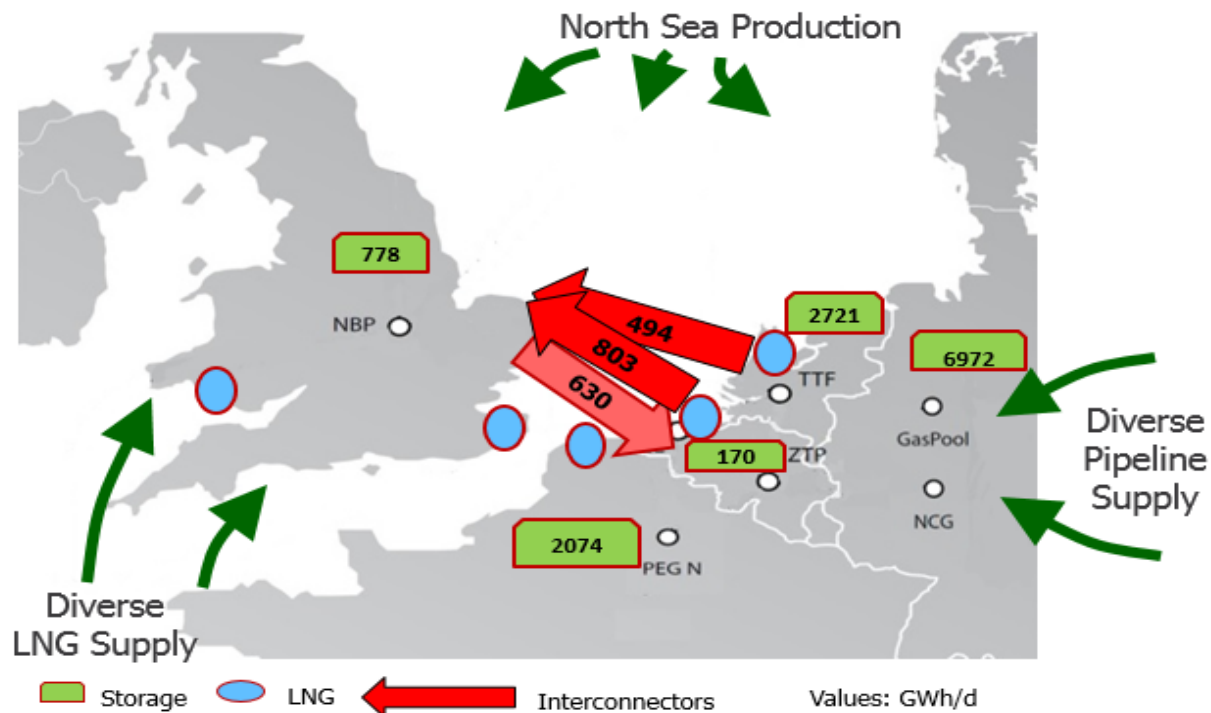 North Sea Production
778
NBP
494
803
630
2721
6972
TTF
GasPool
170
ZTP
NCG
2074
PEG N
Diverse
Pipeline
Supply
Diverse
LNG Supply
Storage
LNG
Interconnectors
Values: GWh/d